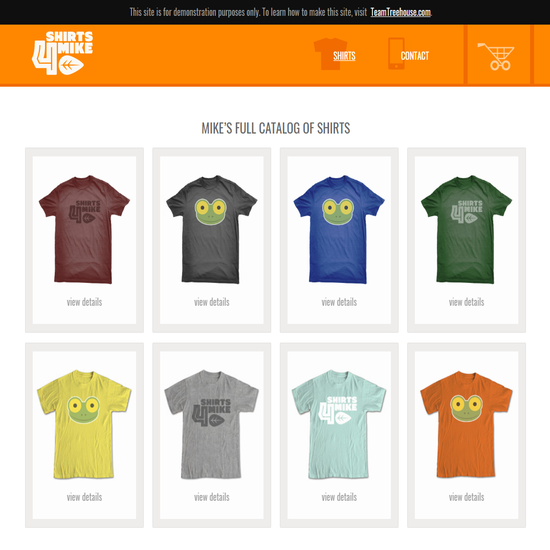 This site is for demonstration purposes only. To learn how to make this site, visit TeamTreehouse.com.
SHIRTS
4 MIKE
SHIRTS
CONTACT
MIKE'S FULL CATALOG OF SHIRTS
SHIRTS
4 MIKE
SHIRTS
4 MIKE
view details
view details
view details
view details
SHIRTS
4 MIKE
SHIRTS
4 MIKE
view details
view details
view details
view details